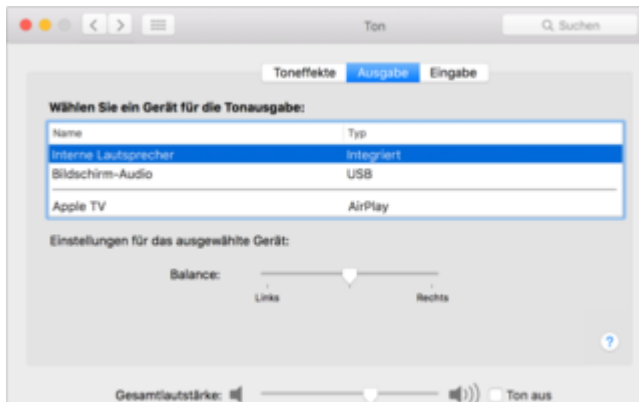 Ton
Suchen
Toneffekte Ausgabe Eingabe
Wählen Sie ein Gerät für die Tonausgabe:
Name Typ
Interne Lautsprecher Integriert
Bildschirm-Audio USB
Apple TV AirPlay
Einstellungen für das ausgewählte Gerät:
Balance:
Links Rechts
?
Gesamtlautstärke: Ton aus